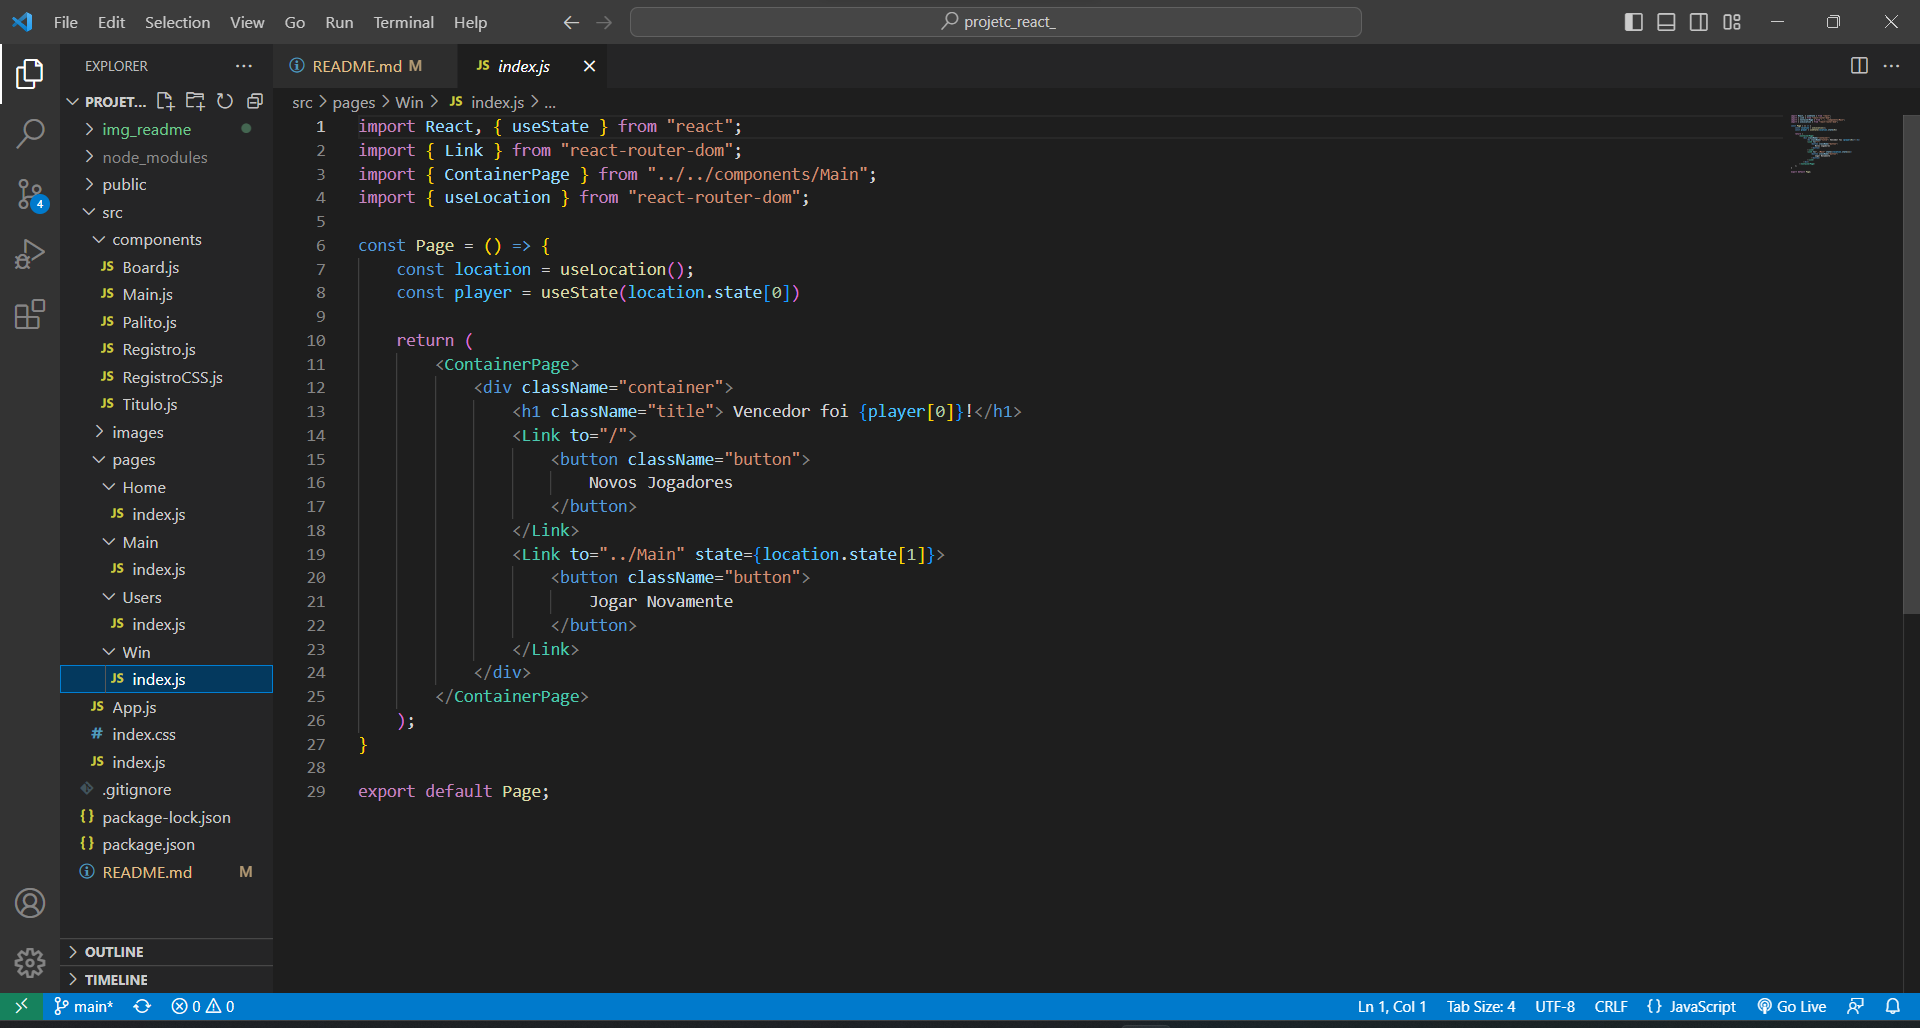 File Edit Selection View Go Run Terminal Help
projetc_react_
EXPLORER
PROJET...
img_readme
node_modules
public
src
components
JS Board.js
JS Main.js
JS Palito.js
JS Registro.js
JS RegistroCSS.js
JS Titulo.js
images
pages
Home
JS index.js
Main
JS index.js
Users
JS index.js
Win
JS index.js
JS App.js
# index.css
JS index.js
.gitignore
{} package-lock.json
{} package.json
README.md M
OUTLINE
TIMELINE
4
README.md M
JS index.js
src > pages > Win > JS index.js > ...
1 import React, { useState } from "react";
2 import { Link } from "react-router-dom";
3 import { ContainerPage } from "../../components/Main";
4 import { useLocation } from "react-router-dom";
5
6 const Page = () => {
7 const location = useLocation();
8 const player = useState(location.state[0])
9
10 return (
11 <ContainerPage>
12 <div className="container">
13 <h1 className="title"> Vencedor foi {player[0]}!</h1>
14 <Link to="/">
15 <button className="button">
16 Novos Jogadores
17 </button>
18 </Link>
19 <Link to="../Main" state={location.state[1]}>
20 <button className="button">
21 Jogar Novamente
22 </button>
23 </Link>
24 </div>
25 </ContainerPage>
26 );
27 }
28
29 export default Page;
main* 0 0 Ln 1, Col 1 Tab Size: 4 UTF-8 CRLF {} JavaScript Go Live